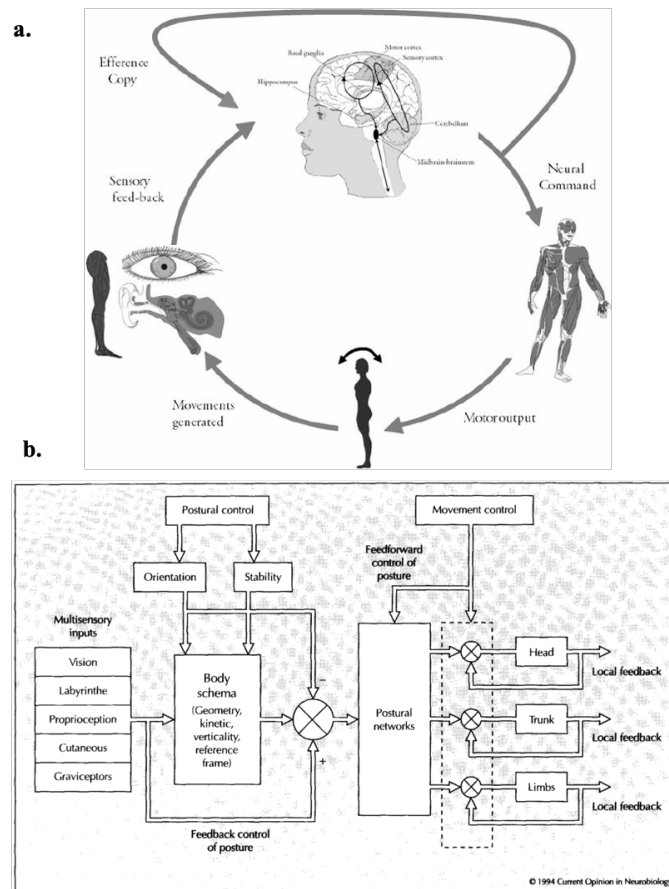 a.
Efference
Copy
Basal ganglia
Motor cortex
Sensory cortex
Hippocampus
Cerebellum
Midbrain-brainstem
Sensory
feed-back
Neural
Command
Movements
generated
Motor output
b.
Postural control
Movement control
Orientation
Stability
Feedforward
control of
posture
Multisensory
inputs
Vision
Labyrinthe
Proprioception
Cutaneous
Graviceptors
Body
schema
(Geometry,
kinetic,
verticality,
reference
frame)
−
+
Postural
networks
Head
Local feedback
Trunk
Local feedback
Limbs
Local feedback
Feedback control
of posture
© 1994 Current Opinion in Neurobiology